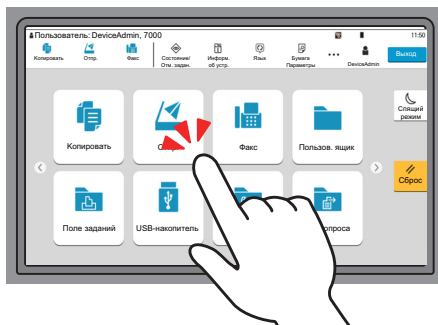 Пользователь: DeviceAdmin, 7000 11:50
Копировать Отпр. Факс Состояние/ Информ. Язык Бумага DeviceAdmin Выход
Отм. задан. об устр. Параметры
Спящий
режим
Копировать Факс Пользов. ящик
Сброс
Поле заданий USB-накопитель